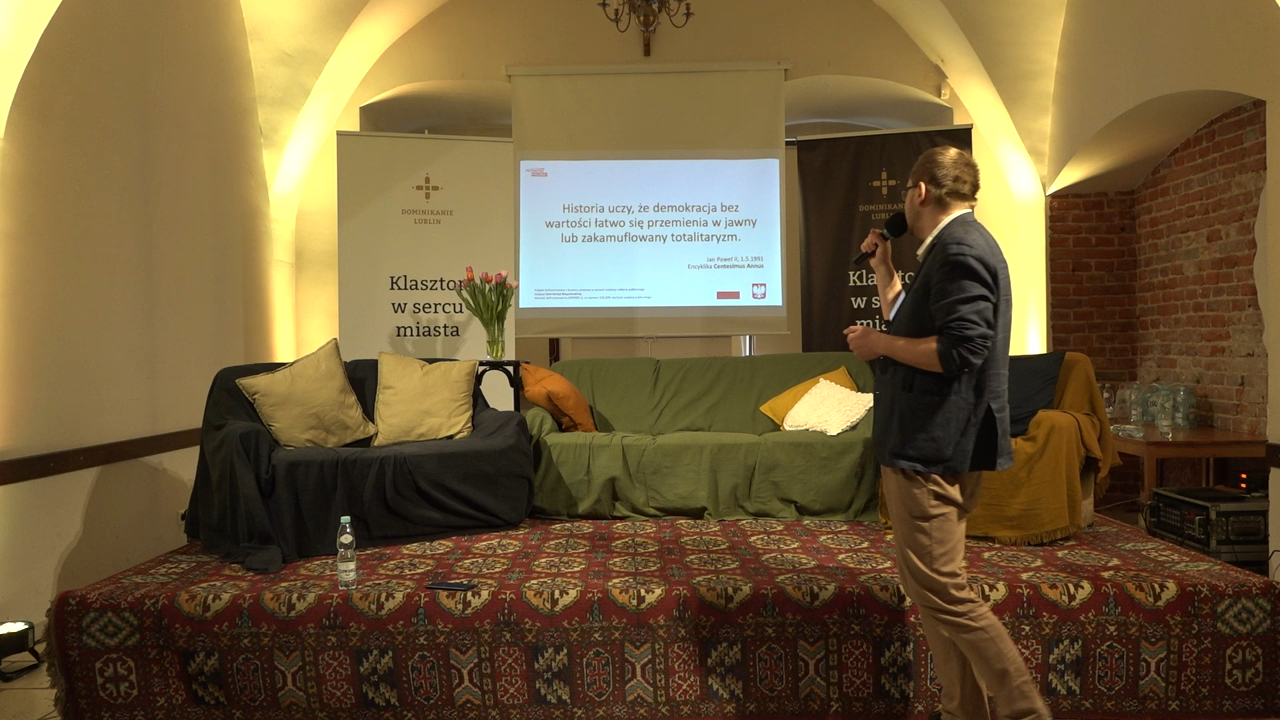 DOMINIKANIE
LUBLIN
Klasztor
w sercu
miasta
Historia uczy, że demokracja bez
wartości łatwo się przemienia w jawny
lub zakamuflowany totalitaryzm.
Jan Paweł II, 1.5.1991
Encyklika Centesimus Annus
DOMINIKANIE
LUBLIN
Klasztor
w